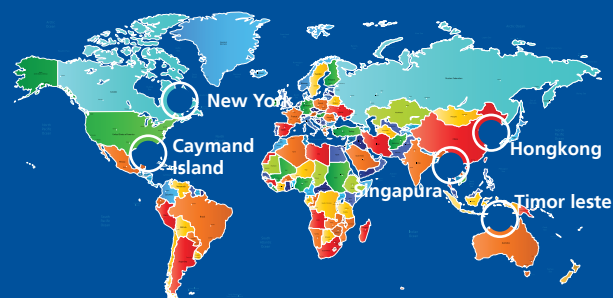 New York
Caymand
Island
Hongkong
Singapura
Timor leste